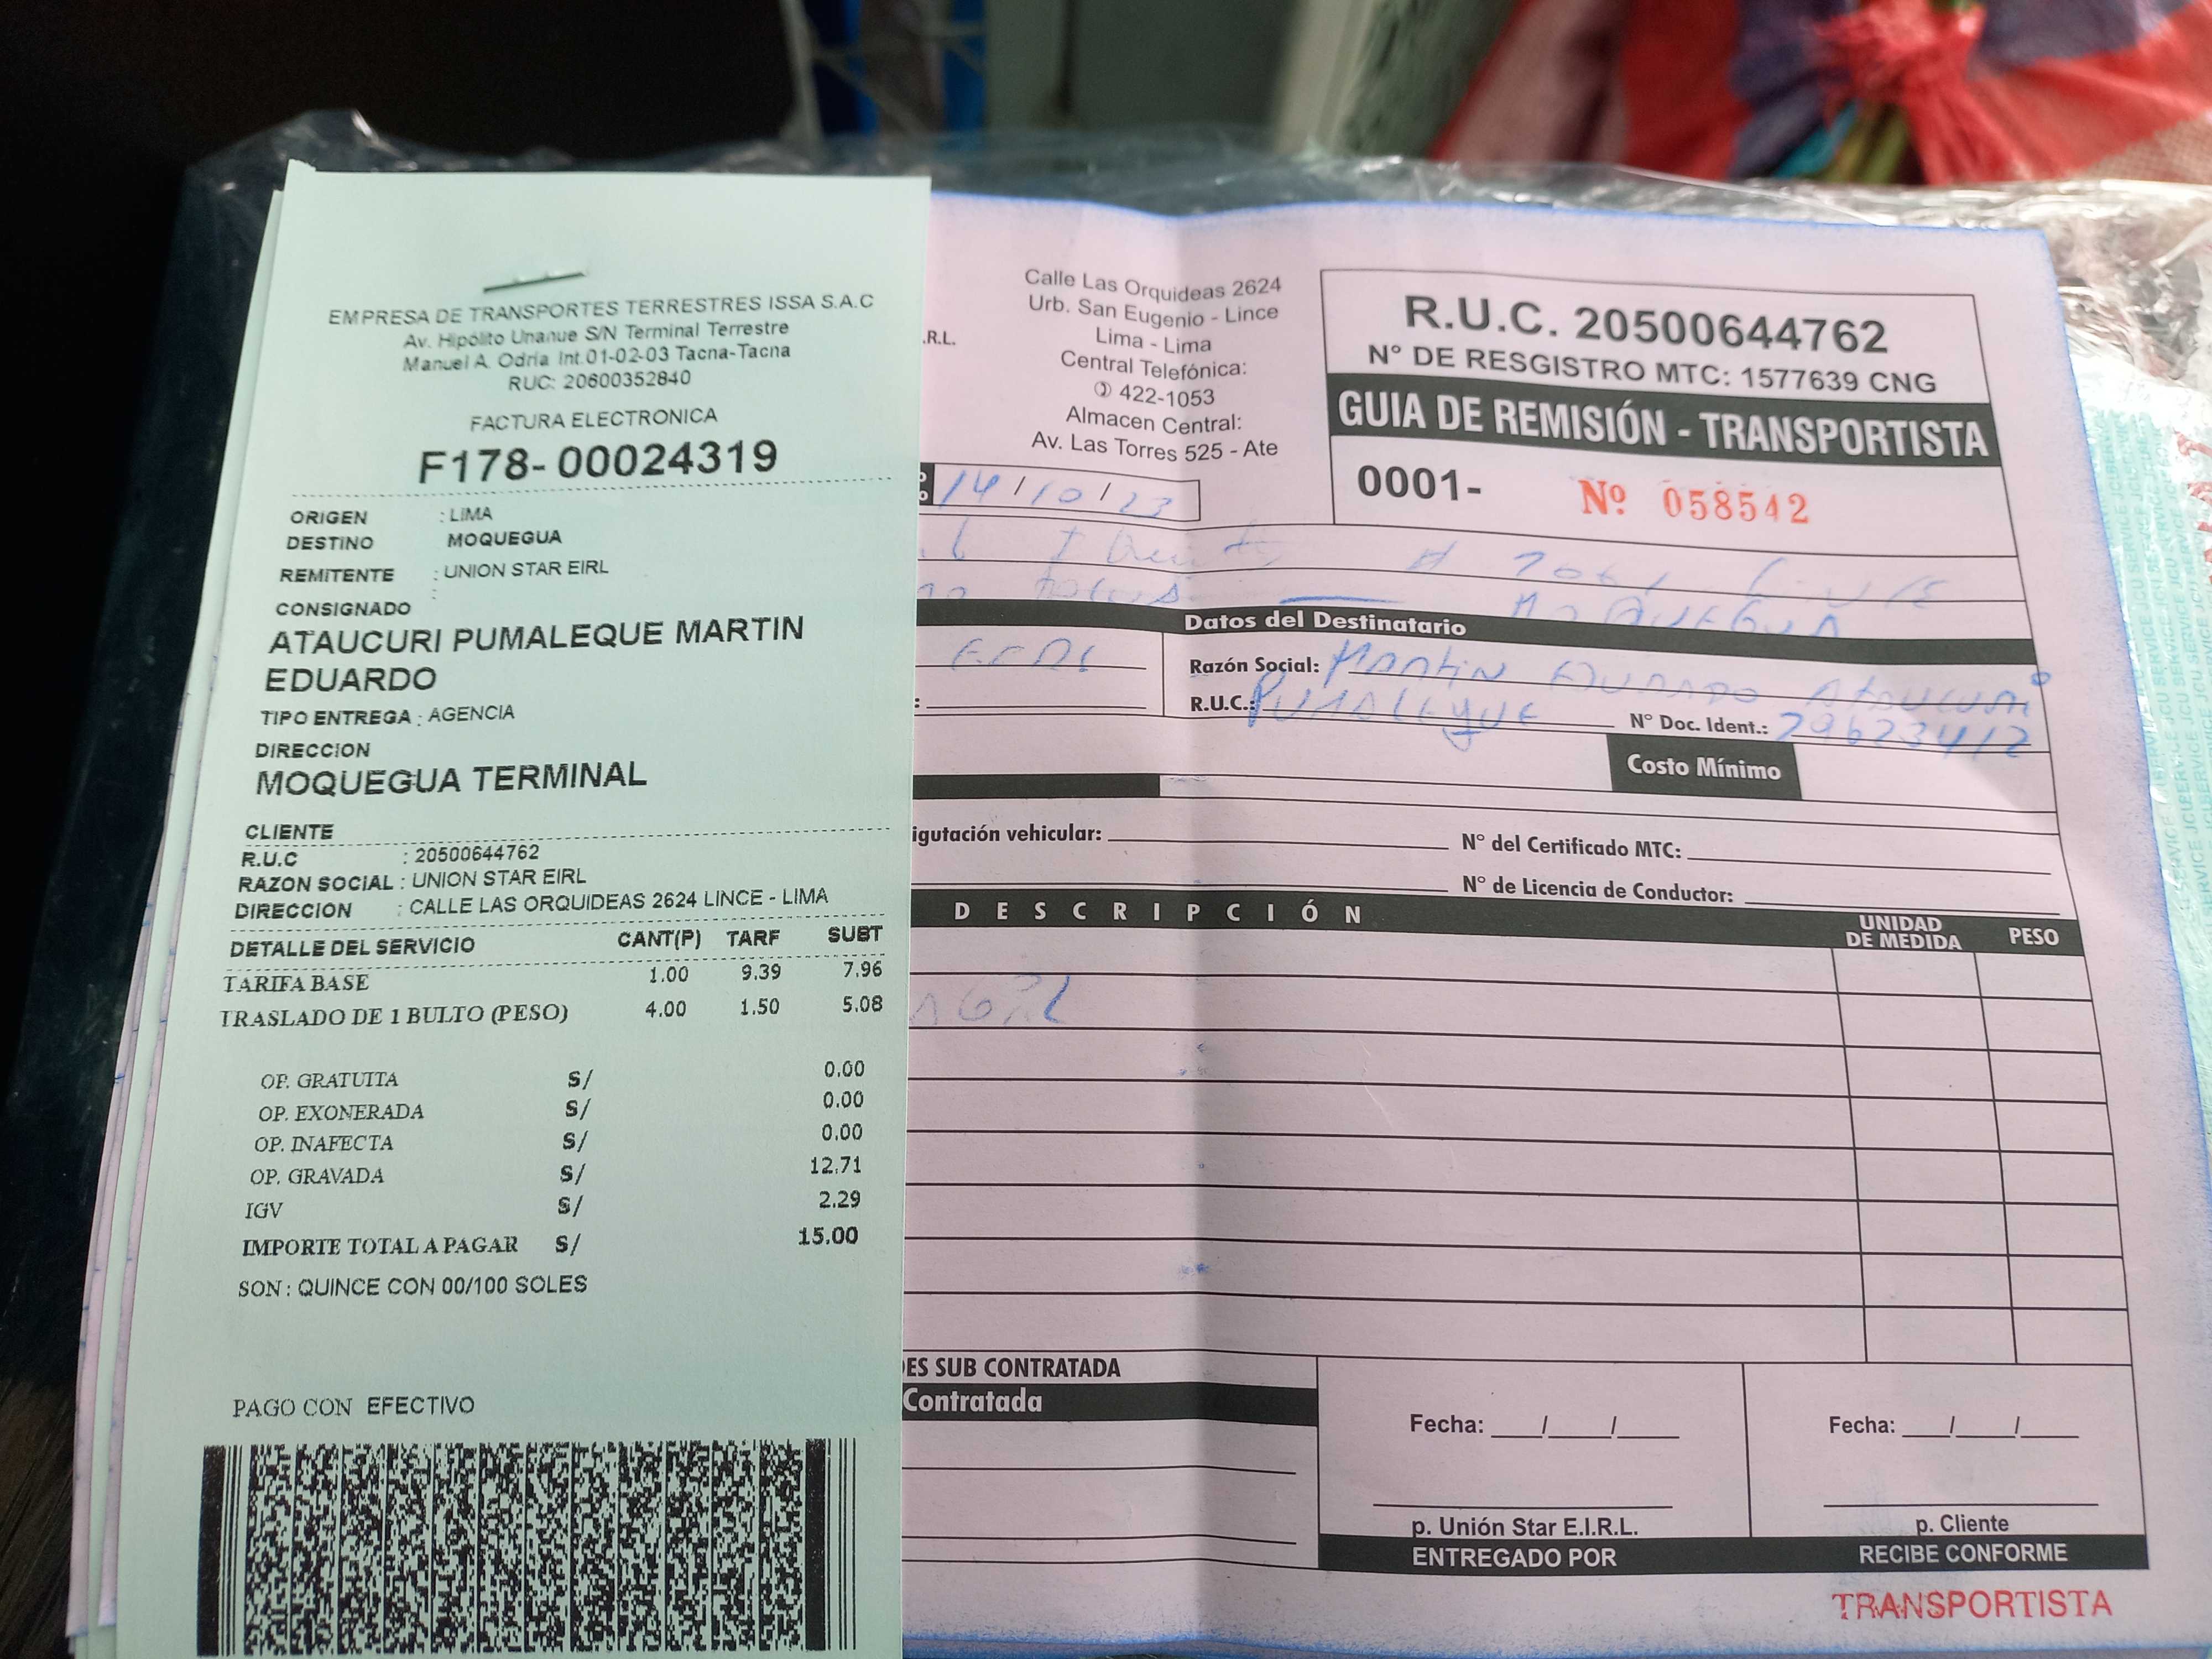 EMPRESA DE TRANSPORTES TERRESTRES ISSA S.A.C
Av. Hipólito Unanue S/N Terminal Terrestre
Manuel A. Odria Int.01-02-03 Tacna-Tacna
RUC: 20600352840
FACTURA ELECTRONICA
F178-00024319
ORIGEN : LIMA
DESTINO MOQUEGUA
REMITENTE : UNION STAR EIRL
:
CONSIGNADO
ATAUCURI PUMALEQUE MARTIN
EDUARDO
TIPO ENTREGA : AGENCIA
DIRECCION
MOQUEGUA TERMINAL
CLIENTE
R.U.C : 20500644762
RAZON SOCIAL : UNION STAR EIRL
DIRECCION : CALLE LAS ORQUIDEAS 2624 LINCE - LIMA
DETALLE DEL SERVICIO CANT(P) TARF SUBT
TARIFA BASE 1.00 9.39 7.96
TRASLADO DE 1 BULTO (PESO) 4.00 1.50 5.08
OP. GRATUITA S/ 0.00
OP. EXONERADA S/ 0.00
OP. INAFECTA S/ 0.00
OP. GRAVADA S/ 12.71
IGV S/ 2.29
IMPORTE TOTAL A PAGAR S/ 15.00
SON : QUINCE CON 00/100 SOLES
PAGO CON EFECTIVO
.R.L.
Calle Las Orquideas 2624
Urb. San Eugenio - Lince
Lima - Lima
Central Telefónica:
422-1053
Almacen Central:
Av. Las Torres 525 - Ate
R.U.C. 20500644762
N° DE RESGISTRO MTC: 1577639 CNG
GUIA DE REMISIÓN - TRANSPORTISTA
0001- Nº 058542
14/10/23
MOQUEGUA
Datos del Destinatario
EIRL
Razón Social: MARTIN EDUARDO ATAUCURI
R.U.C.: PUMALEQUE N° Doc. Ident.: 29623412
Costo Mínimo
igutación vehicular: N° del Certificado MTC:
N° de Licencia de Conductor:
DESCRIPCIÓN UNIDAD DE MEDIDA PESO
ES SUB CONTRATADA
Contratada
Fecha: / /
p. Unión Star E.I.R.L.
ENTREGADO POR
Fecha: / /
p. Cliente
RECIBE CONFORME
TRANSPORTISTA